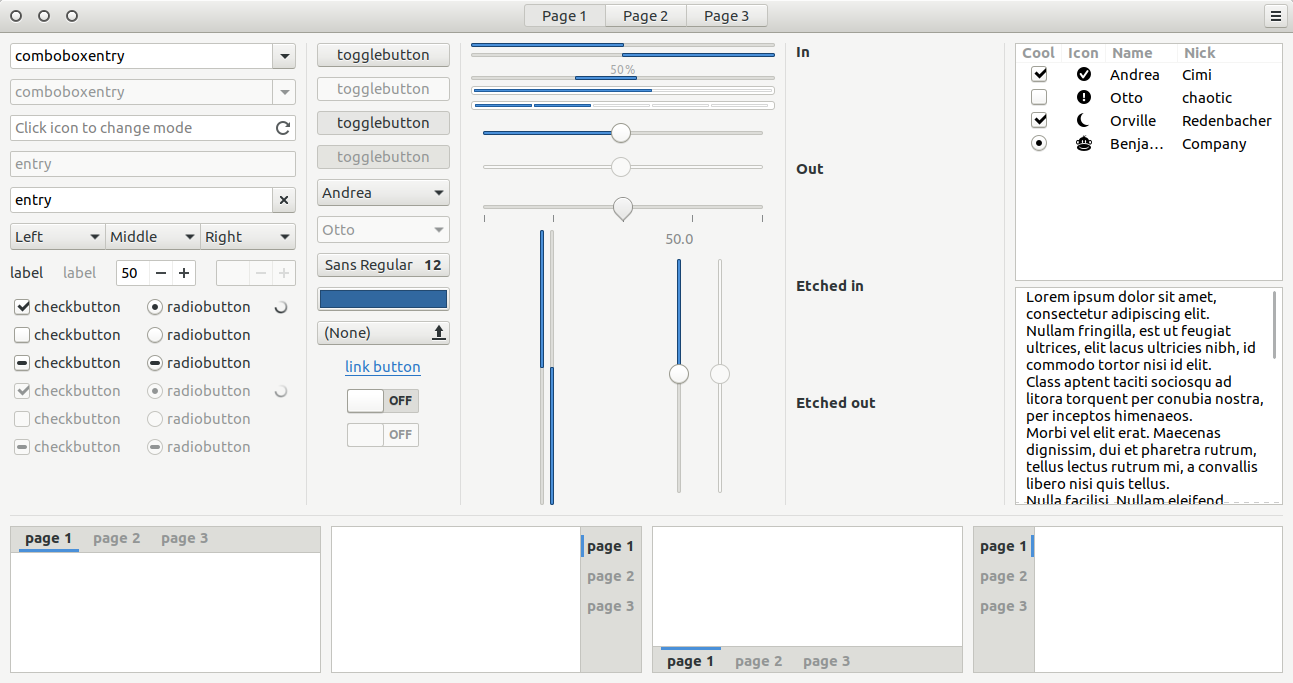 Page 1 Page 2 Page 3
comboboxentry
comboboxentry
Click icon to change mode
entry
entry
Left Middle Right
label label 50
checkbutton radiobutton
checkbutton radiobutton
checkbutton radiobutton
checkbutton radiobutton
checkbutton radiobutton
checkbutton radiobutton
togglebutton
togglebutton
togglebutton
togglebutton
Andrea
Otto
Sans Regular 12
(None)
link button
OFF
OFF
50 %
50.0
In
Out
Etched in
Etched out
Cool Icon Name Nick
Andrea Cimi
Otto chaotic
Orville Redenbacher
Benja… Company
Lorem ipsum dolor sit amet,
consectetur adipiscing elit.
Nullam fringilla, est ut feugiat
ultrices, elit lacus ultricies nibh, id
commodo tortor nisi id elit.
Class aptent taciti sociosqu ad
litora torquent per conubia nostra,
per inceptos himenaeos.
Morbi vel elit erat. Maecenas
dignissim, dui et pharetra rutrum,
tellus lectus rutrum mi, a convallis
libero nisi quis tellus.
Nulla facilisi. Nullam eleifend
page 1 page 2 page 3
page 1
page 2
page 3
page 1 page 2 page 3
page 1
page 2
page 3